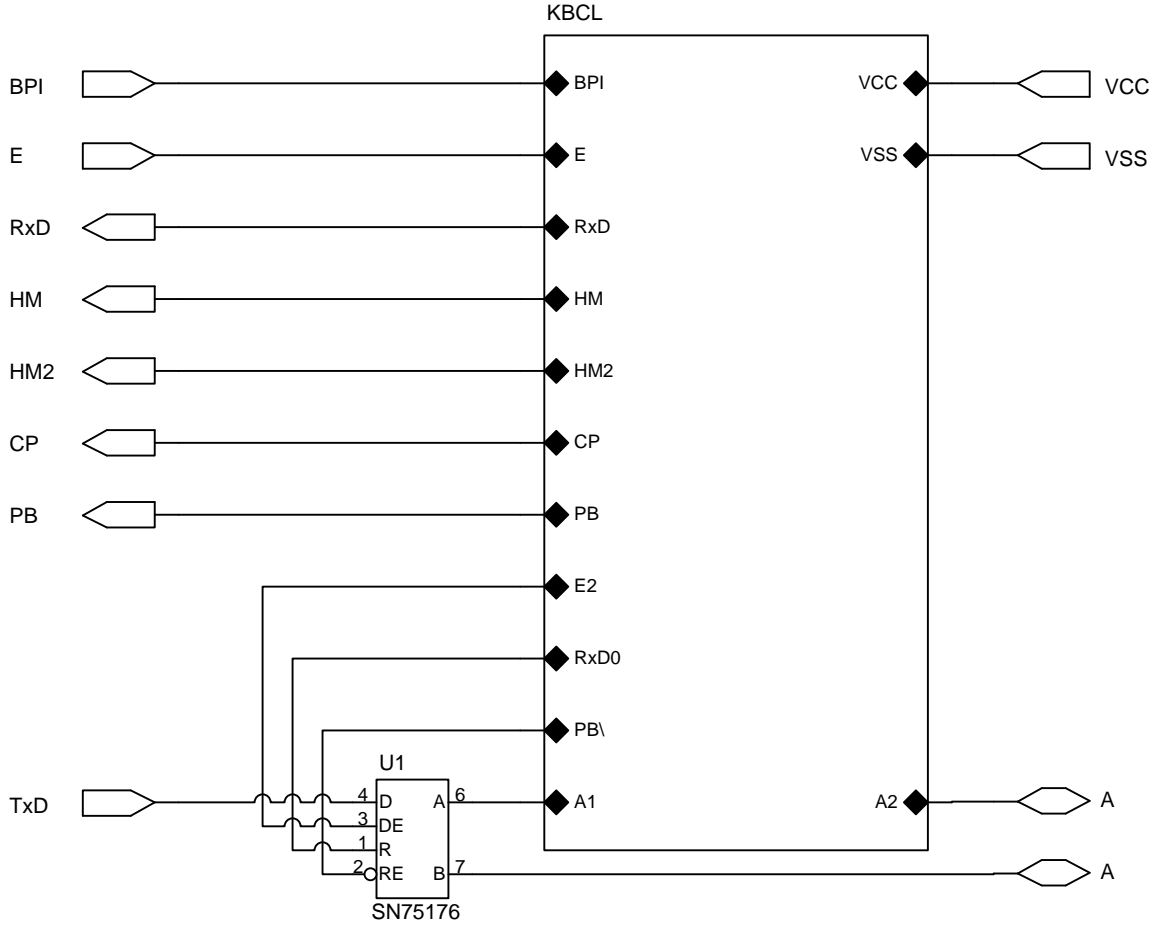 KBCL
BPI BPI VCC VCC
E E VSS VSS
RxD RxD
HM HM
HM2 HM2
CP CP
PB PB
E2
RxD0
PB\
U1
TxD 4 D A 6 A1 A2 A
3 DE
1 R
2 RE B 7 A
SN75176